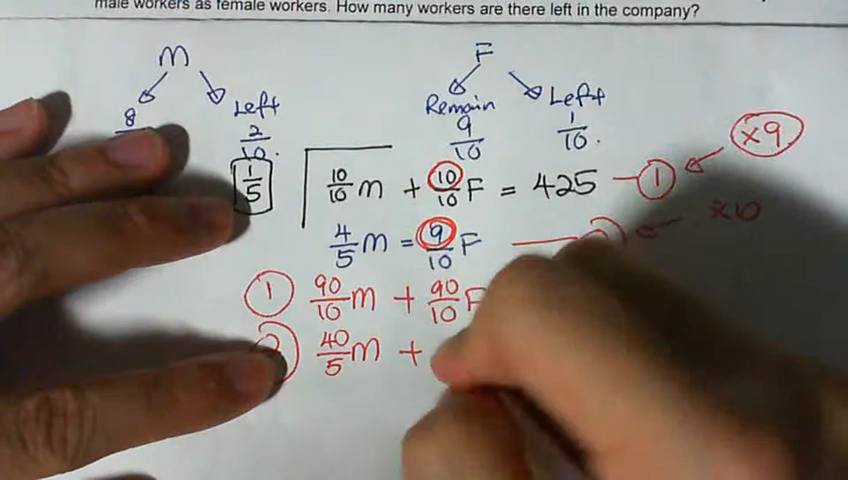 male workers as female workers. How many workers are there left in the company?
M F
Left Remain Left
8 2/10. 9/10 1/10. ×9
1/5 10/10 M + 10/10 F = 425 — 1
×10
4/5 M = 9/10 F —
1 90/10 M + 90/10 F
2 40/5 M +